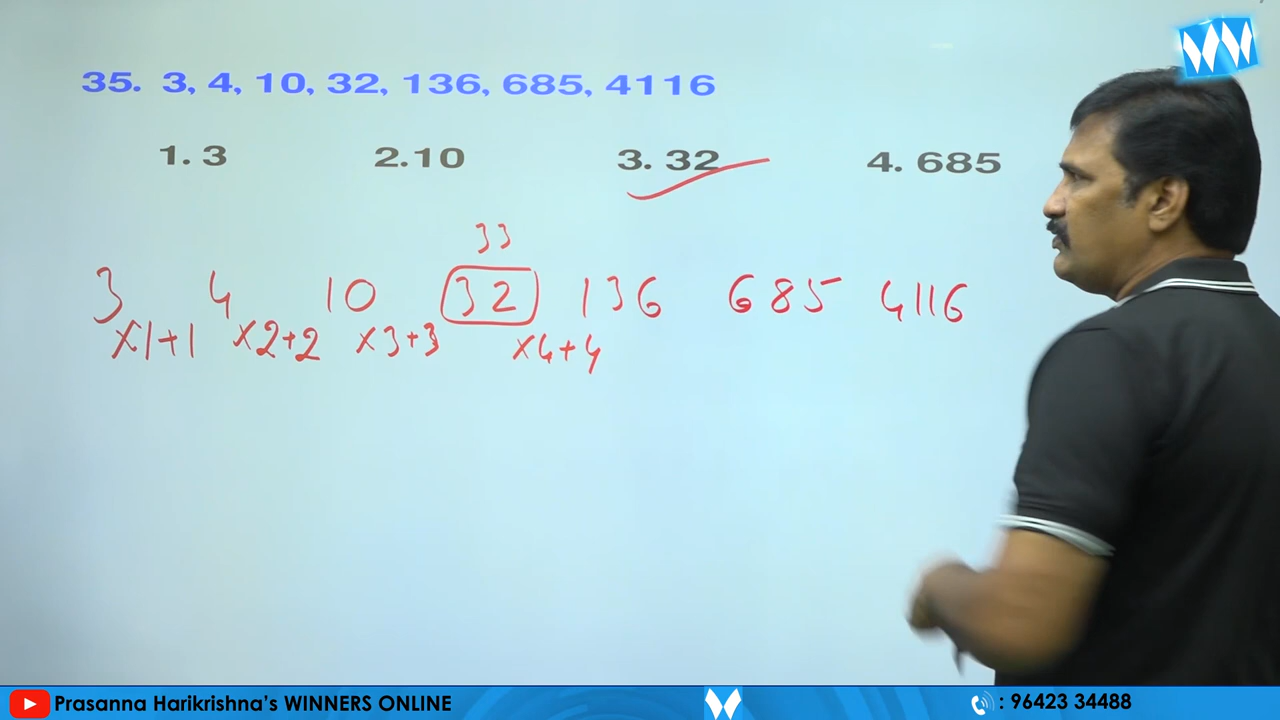 35. 3, 4, 10, 32, 136, 685, 4116
1. 3 2.10 3. 32 4. 685
33
3 4 10 32 136 685 4116
×1+1 ×2+2 ×3+3 ×4+4
Prasanna Harikrishna's WINNERS ONLINE : 96423 34488